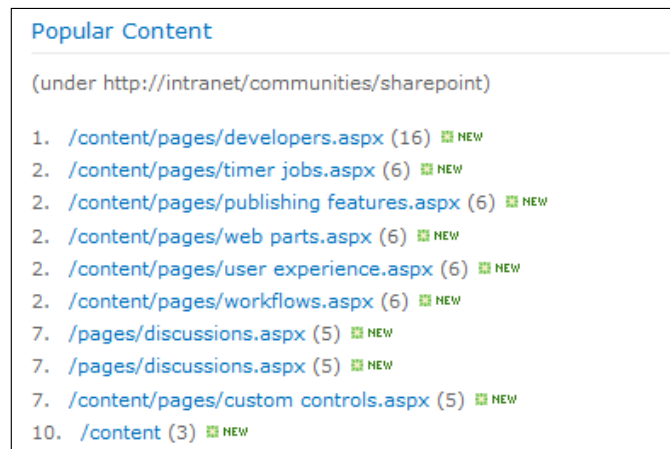 Popular Content
(under http://intranet/communities/sharepoint)
1. /content/pages/developers.aspx (16) NEW
2. /content/pages/timer jobs.aspx (6) NEW
2. /content/pages/publishing features.aspx (6) NEW
2. /content/pages/web parts.aspx (6) NEW
2. /content/pages/user experience.aspx (6) NEW
2. /content/pages/workflows.aspx (6) NEW
7. /pages/discussions.aspx (5) NEW
7. /pages/discussions.aspx (5) NEW
7. /content/pages/custom controls.aspx (5) NEW
10. /content (3) NEW